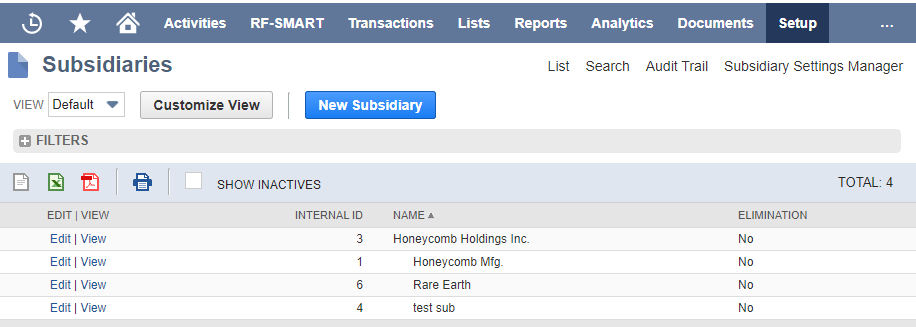 Activities RF-SMART Transactions Lists Reports Analytics Documents Setup ...
Subsidiaries List Search Audit Trail Subsidiary Settings Manager
VIEW Default Customize View New Subsidiary
FILTERS
SHOW INACTIVES TOTAL: 4
EDIT | VIEW INTERNAL ID NAME ELIMINATION
Edit | View 3 Honeycomb Holdings Inc. No
Edit | View 1 Honeycomb Mfg. No
Edit | View 6 Rare Earth No
Edit | View 4 test sub No